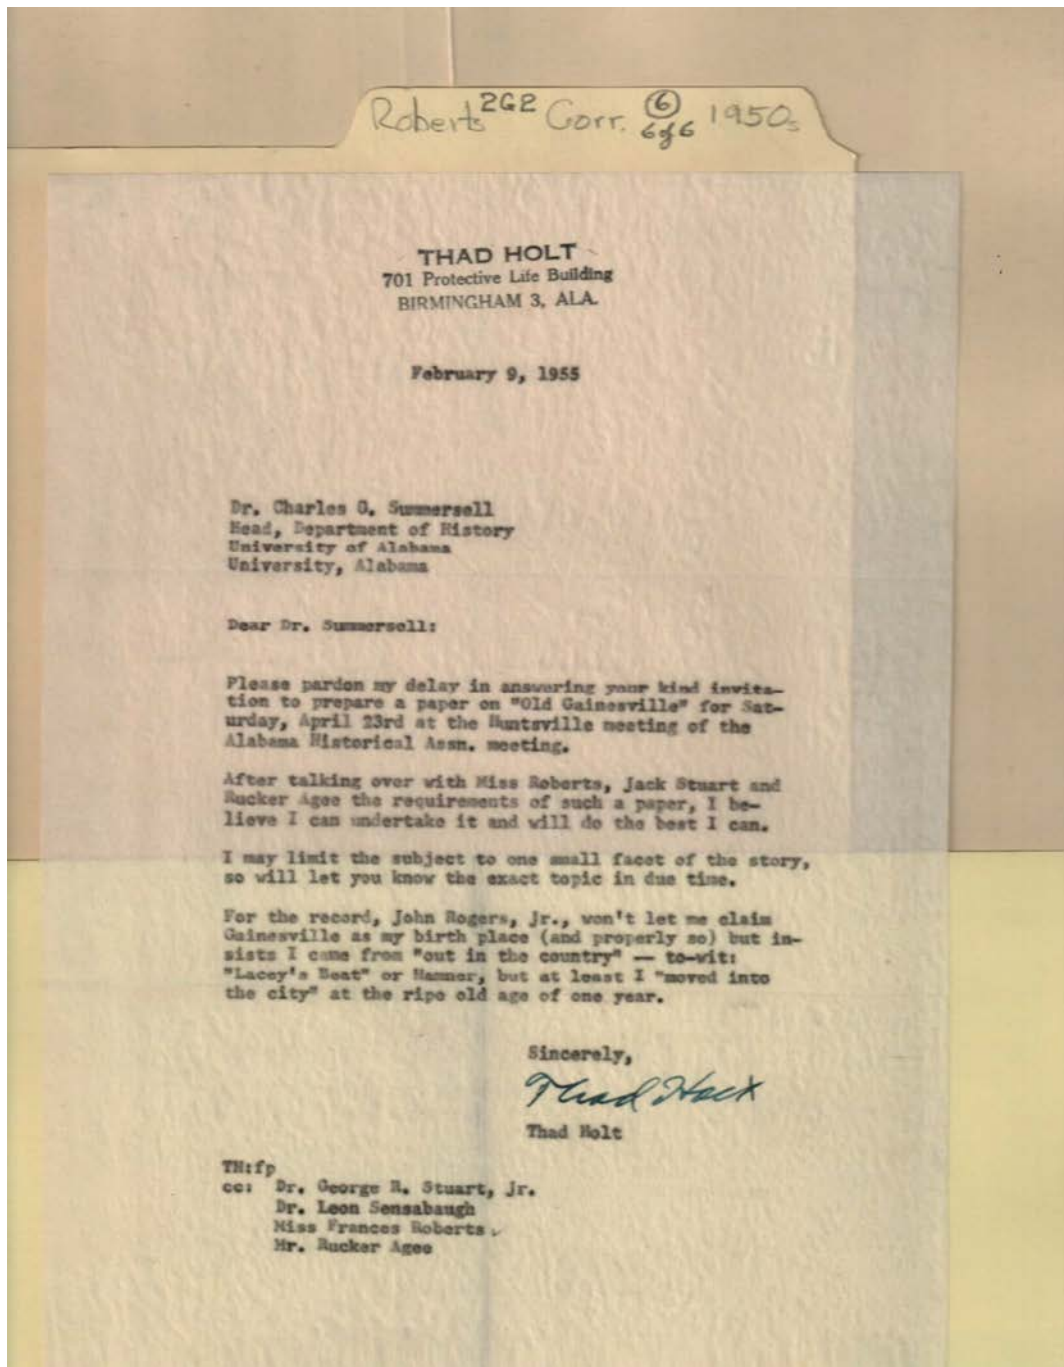 Roberts 2G2 Corr. 6 6 of 6 1950s
THAD HOLT
701 Protective Life Building
BIRMINGHAM 3, ALA.
February 9, 1955
Dr. Charles G. Summersell
Head, Department of History
University of Alabama
University, Alabama
Dear Dr. Summersell:
Please pardon my delay in answering your kind invita-
tion to prepare a paper on "Old Gainesville" for Sat-
urday, April 23rd at the Huntsville meeting of the
Alabama Historical Assn. meeting.
After talking over with Miss Roberts, Jack Stuart and
Rucker Agee the requirements of such a paper, I be-
lieve I can undertake it and will do the best I can.
I may limit the subject to one small facet of the story,
so will let you know the exact topic in due time.
For the record, John Rogers, Jr., won't let me claim
Gainesville as my birth place (and properly so) but in-
sists I came from "out in the country" — to-wit:
"Lacey's Beat" or Hamner, but at least I "moved into
the city" at the ripe old age of one year.
Sincerely,
Thad Holt
Thad Holt
TH:fp
cc: Dr. George R. Stuart, Jr.
Dr. Leon Sensabaugh
Miss Frances Roberts
Mr. Rucker Agee